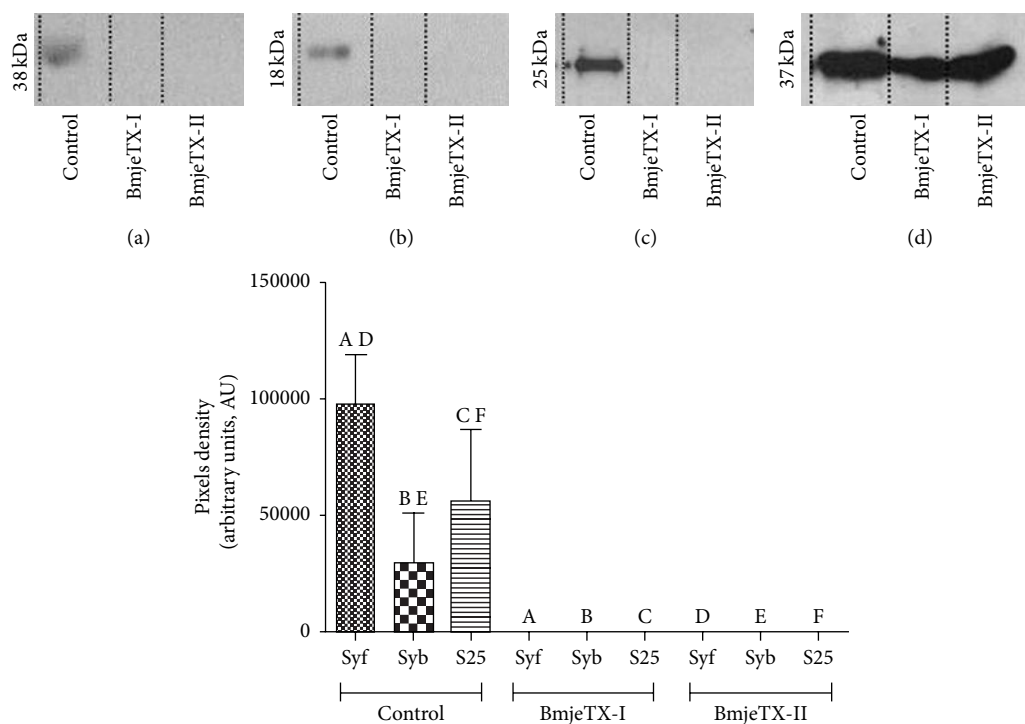 38 kDa
Control
BmjeTX-I
BmjeTX-II
(a)
18 kDa
Control
BmjeTX-I
BmjeTX-II
(b)
25 kDa
Control
BmjeTX-I
BmjeTX-II
(c)
37 kDa
Control
BmjeTX-I
BmjeTX-II
(d)
Pixels density
(arbitrary units, AU)
150000
100000
50000
0
A D
B E
C F
A
B
C
D
E
F
Syf
Syb
S25
Syf
Syb
S25
Syf
Syb
S25
Control
BmjeTX-I
BmjeTX-II